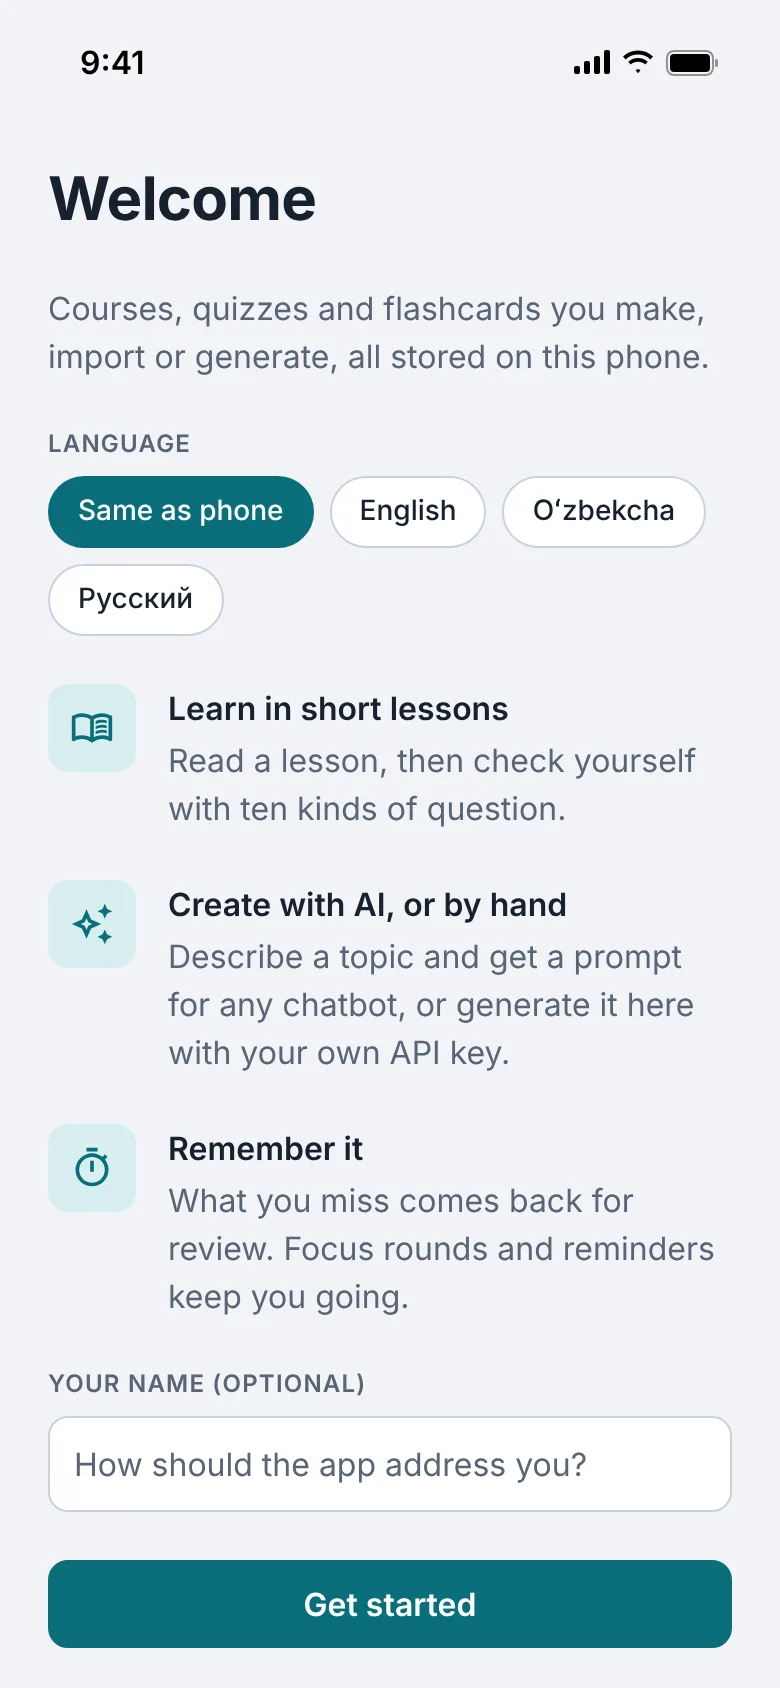 9:41
Welcome
Courses, quizzes and flashcards you make,
import or generate, all stored on this phone.
LANGUAGE
Same as phone
English
Oʻzbekcha
Русский
Learn in short lessons
Read a lesson, then check yourself
with ten kinds of question.
Create with AI, or by hand
Describe a topic and get a prompt
for any chatbot, or generate it here
with your own API key.
Remember it
What you miss comes back for
review. Focus rounds and reminders
keep you going.
YOUR NAME (OPTIONAL)
How should the app address you?
Get started